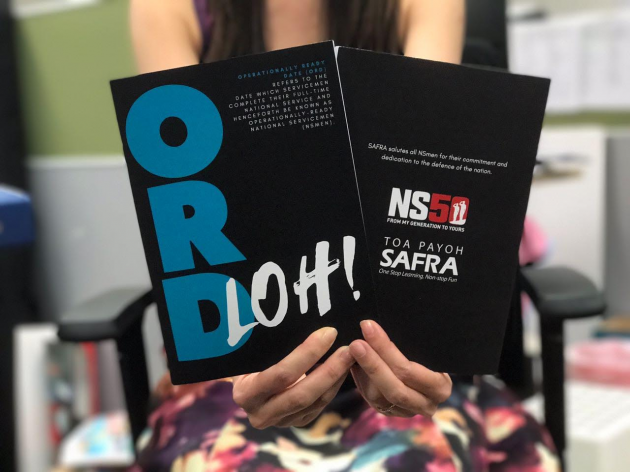 OPERATIONALLY READY
DATE (ORD)
REFERS TO THE
DATE WHICH SERVICEMEN
COMPLETE THEIR FULL-TIME
NATIONAL SERVICE AND
HENCEFORTH BE KNOWN AS
OPERATIONALLY-READY
NATIONAL SERVICEMEN
(NSMEN).
ORD
LOH!
SAFRA salutes all NSmen for their commitment and
dedication to the defence of the nation.
NS50
FROM MY GENERATION TO YOURS
TOA PAYOH
SAFRA
One Stop Learning, Non-stop Fun